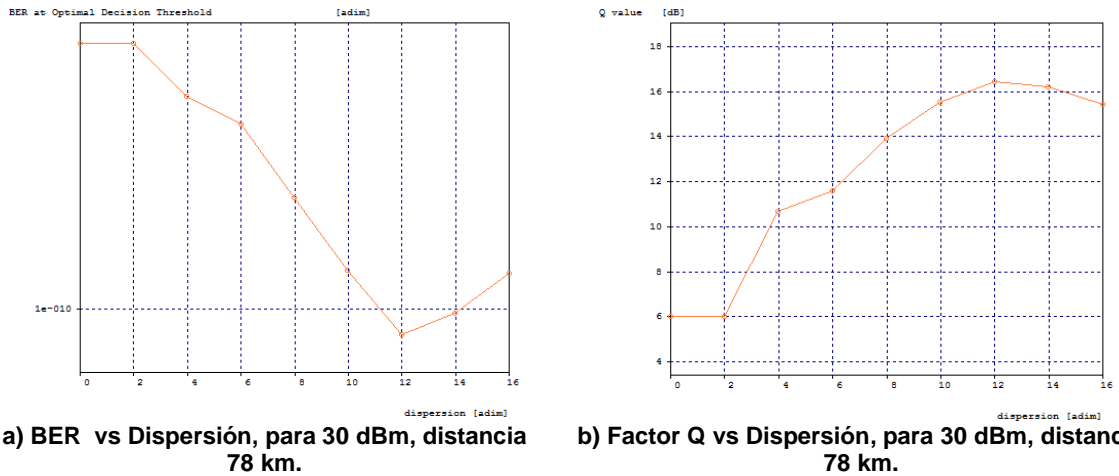 BER at Optimal Decision Threshold [adim]
1e-010
0 2 4 6 8 10 12 14 16
dispersion [adim]
a) BER vs Dispersión, para 30 dBm, distancia
78 km.
Q value [dB]
18
16
14
12
10
8
6
4
0 2 4 6 8 10 12 14 16
dispersion [adim]
b) Factor Q vs Dispersión, para 30 dBm, distanc
78 km.